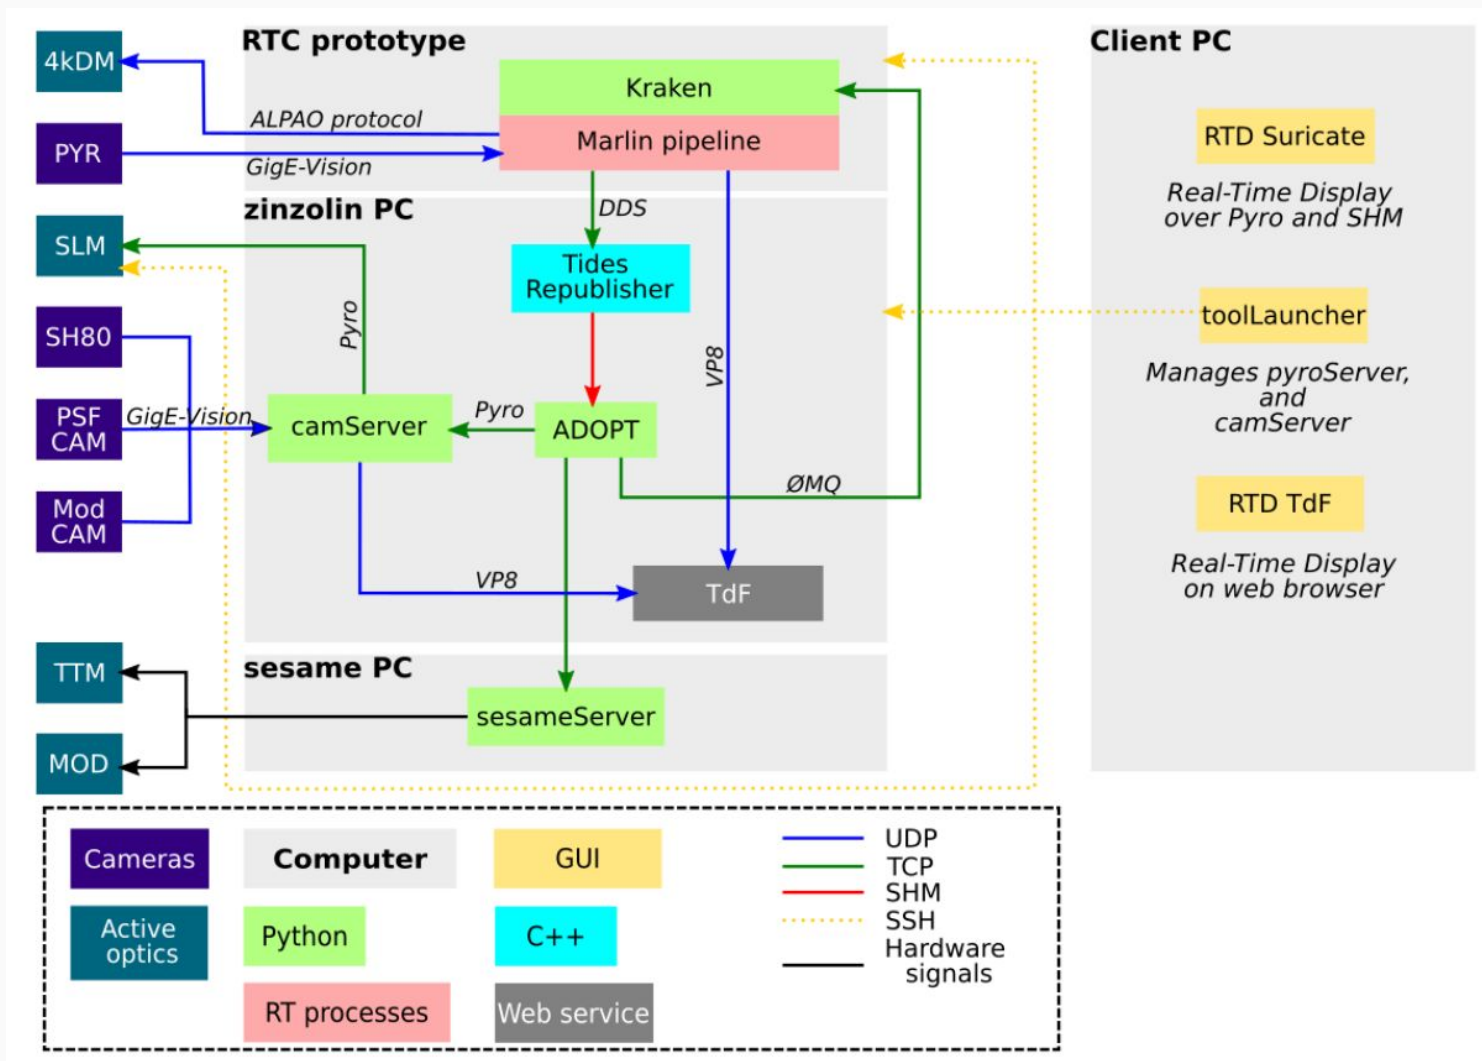 RTC prototype
Client PC
4kDM
Kraken
ALPAO protocol
Marlin pipeline
RTD Suricate
PYR
GigE-Vision
Real-Time Display
over Pyro and SHM
zinzolin PC
DDS
SLM
Tides
Republisher
toolLauncher
Pyro
SH80
VP8
Manages pyroServer,
and
camServer
PSF
CAM
GigE-Vision
camServer
Pyro
ADOPT
ØMQ
RTD TdF
Mod
CAM
Real-Time Display
on web browser
VP8
TdF
sesame PC
TTM
sesameServer
MOD
Cameras
Computer
GUI
Active
optics
Python
C++
RT processes
Web service
UDP
TCP
SHM
SSH
Hardware
signals